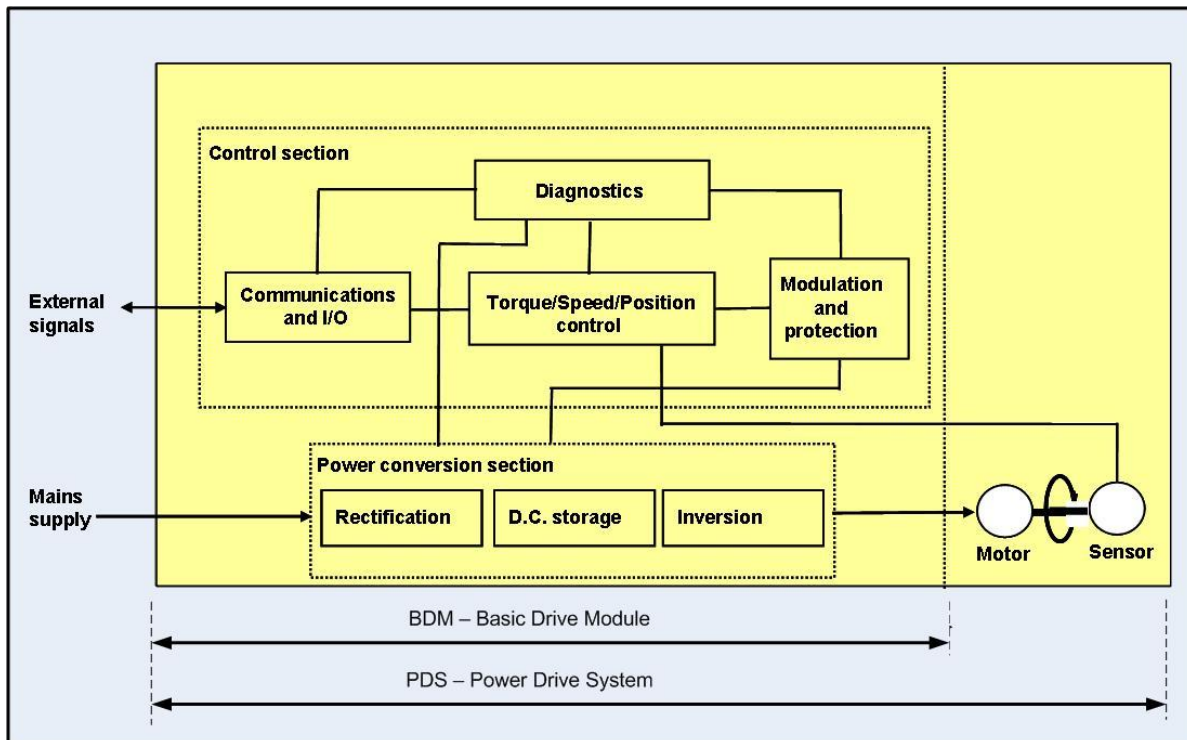 Control section
Diagnostics
External
signals
Communications
and I/O
Torque/Speed/Position
control
Modulation
and
protection
Power conversion section
Mains
supply
Rectification
D.C. storage
Inversion
Motor
Sensor
BDM – Basic Drive Module
PDS – Power Drive System